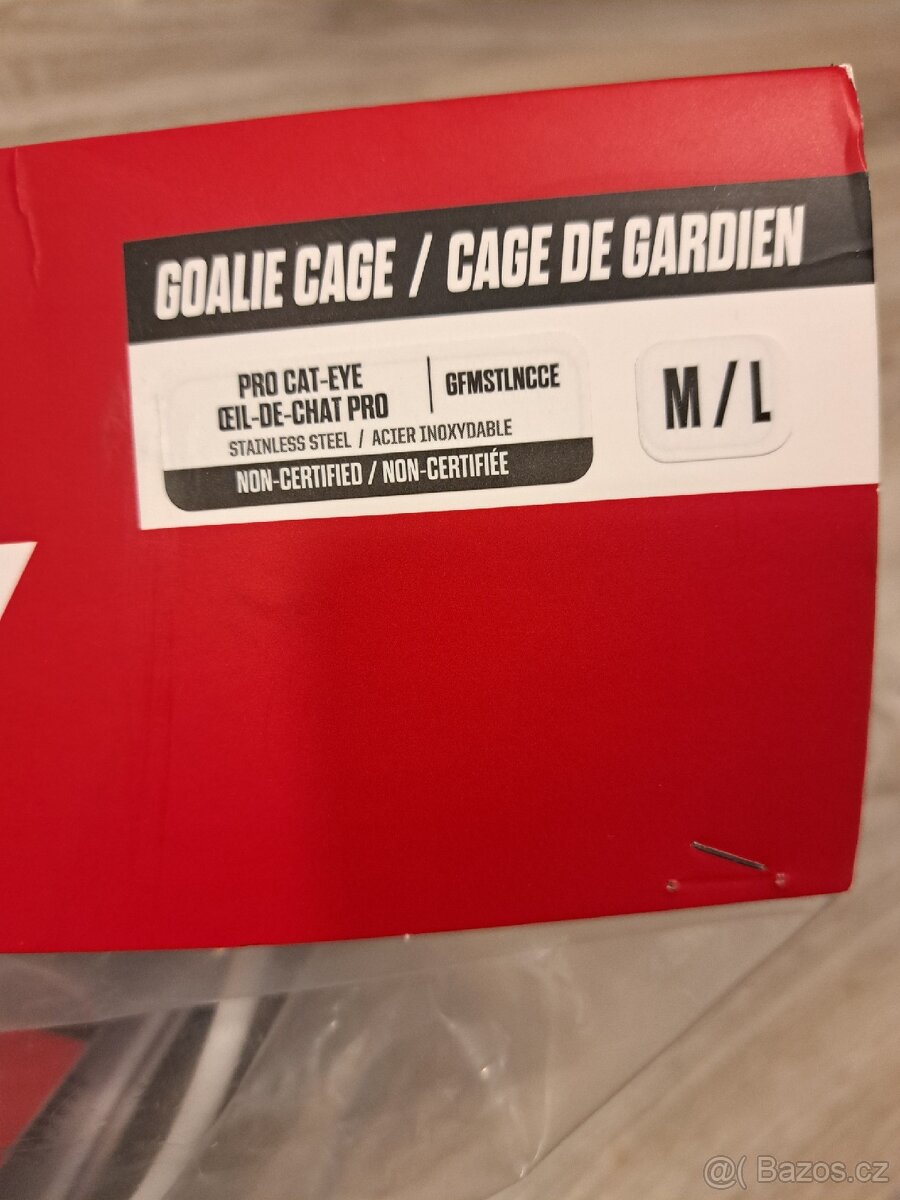 GOALIE CAGE / CAGE DE GARDIEN
PRO CAT-EYE
ŒIL-DE-CHAT PRO
GFMSTLNCCE
STAINLESS STEEL / ACIER INOXYDABLE
NON-CERTIFIED / NON-CERTIFIÉE
M / L
@( Bazos.cz